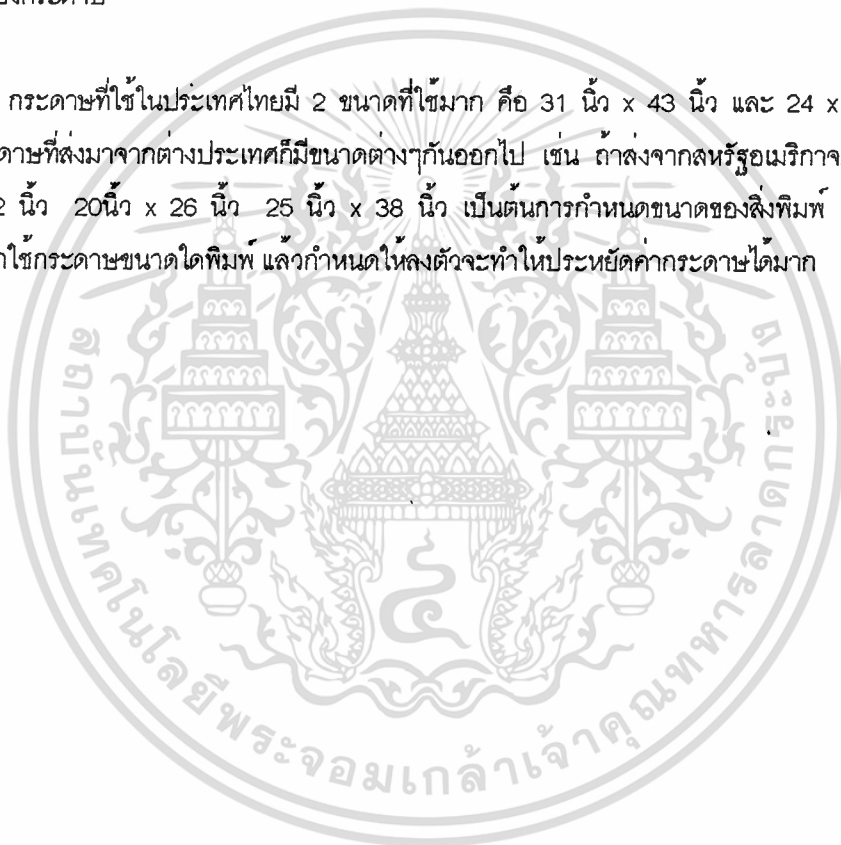 กระดาษที่ใช้ในประเทศไทยมี 2 ขนาดที่ใช้มาก คือ 31 นิ้ว x 43 นิ้ว และ 24 x
ดาษที่ส่งมาจากต่างประเทศก็มีขนาดต่างๆกันออกไป เช่น ถ้าส่งจากสหรัฐอเมริกาจ
2 นิ้ว 20นิ้ว x 26 นิ้ว 25 นิ้ว x 38 นิ้ว เป็นต้นการกำหนดขนาดของสิ่งพิมพ์
าใช้กระดาษขนาดใดพิมพ์ แล้วกำหนดให้ลงตัวจะทำให้ประหยัดค่ากระดาษได้มาก
สถาบันเทคโนโลยีพระจอมเกล้าเจ้าคุณทหารลาดกระบัง